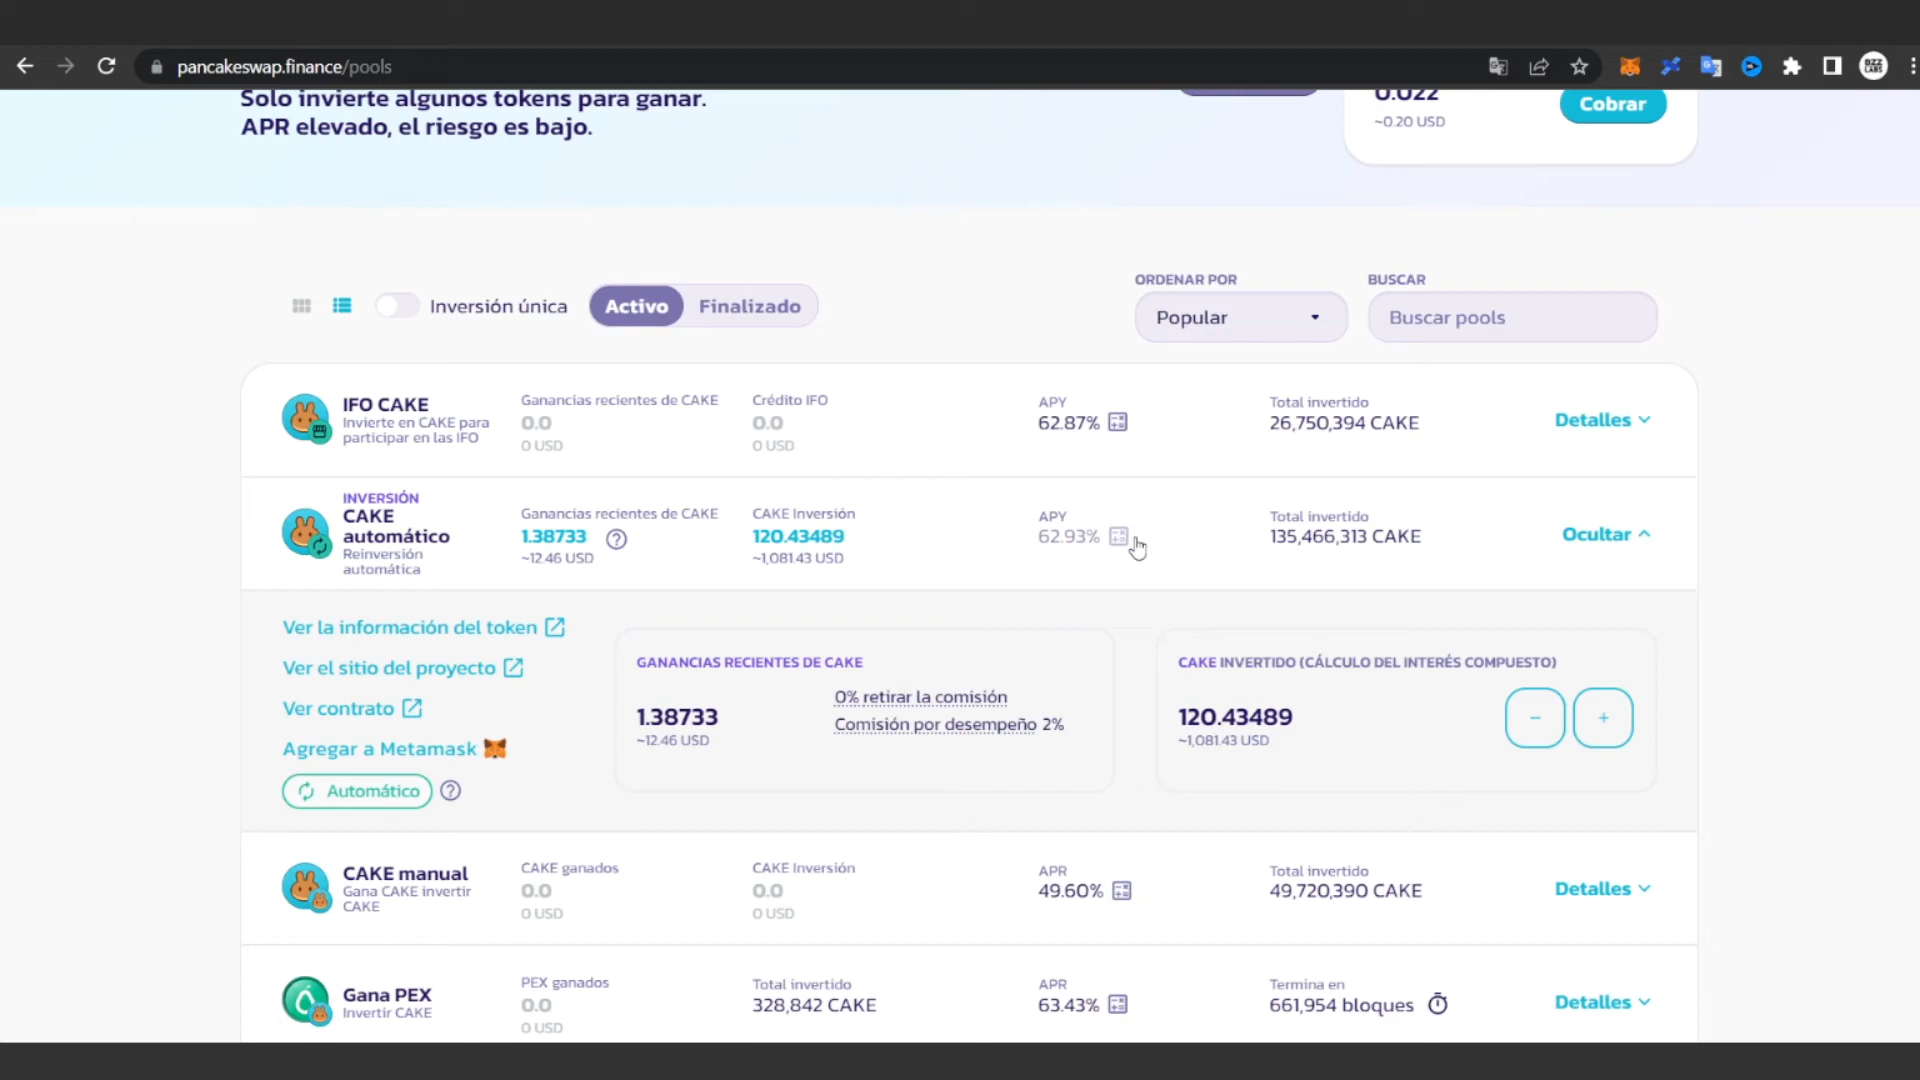 pancakeswap.finance/pools
BZZ
LABS
Solo invierte algunos tokens para ganar.
APR elevado, el riesgo es bajo.
0.022
~0.20 USD
Cobrar
Inversión única
Activo
Finalizado
ORDENAR POR
Popular
BUSCAR
Buscar pools
IFO CAKE
Invierte en CAKE para
participar en las IFO
Ganancias recientes de CAKE
0.0
0 USD
Crédito IFO
0.0
0 USD
APY
62.87%
Total invertido
26,750,394 CAKE
Detalles
INVERSIÓN
CAKE
automático
Reinversión
automática
Ganancias recientes de CAKE
1.38733
~12.46 USD
CAKE Inversión
120.43489
~1,081.43 USD
APY
62.93%
Total invertido
135,466,313 CAKE
Ocultar
Ver la información del token
Ver el sitio del proyecto
Ver contrato
Agregar a Metamask
Automático
GANANCIAS RECIENTES DE CAKE
1.38733
~12.46 USD
0% retirar la comisión
Comisión por desempeño 2%
CAKE INVERTIDO (CÁLCULO DEL INTERÉS COMPUESTO)
120.43489
~1,081.43 USD
CAKE manual
Gana CAKE invertir
CAKE
CAKE ganados
0.0
0 USD
CAKE Inversión
0.0
0 USD
APR
49.60%
Total invertido
49,720,390 CAKE
Detalles
Gana PEX
Invertir CAKE
PEX ganados
0.0
0 USD
Total invertido
328,842 CAKE
APR
63.43%
Termina en
661,954 bloques
Detalles